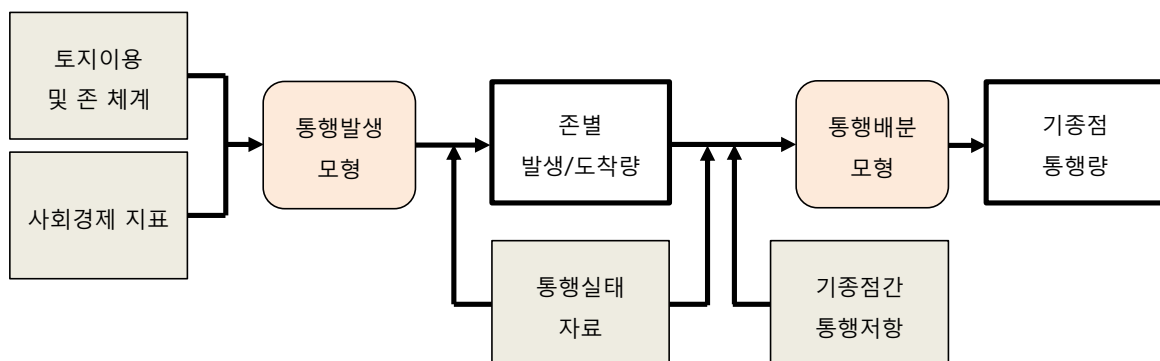 토지이용
및 존 체계
사회경제 지표
통행발생
모형
존별
발생/도착량
통행실태
자료
통행배분
모형
기종점간
통행저항
기종점
통행량